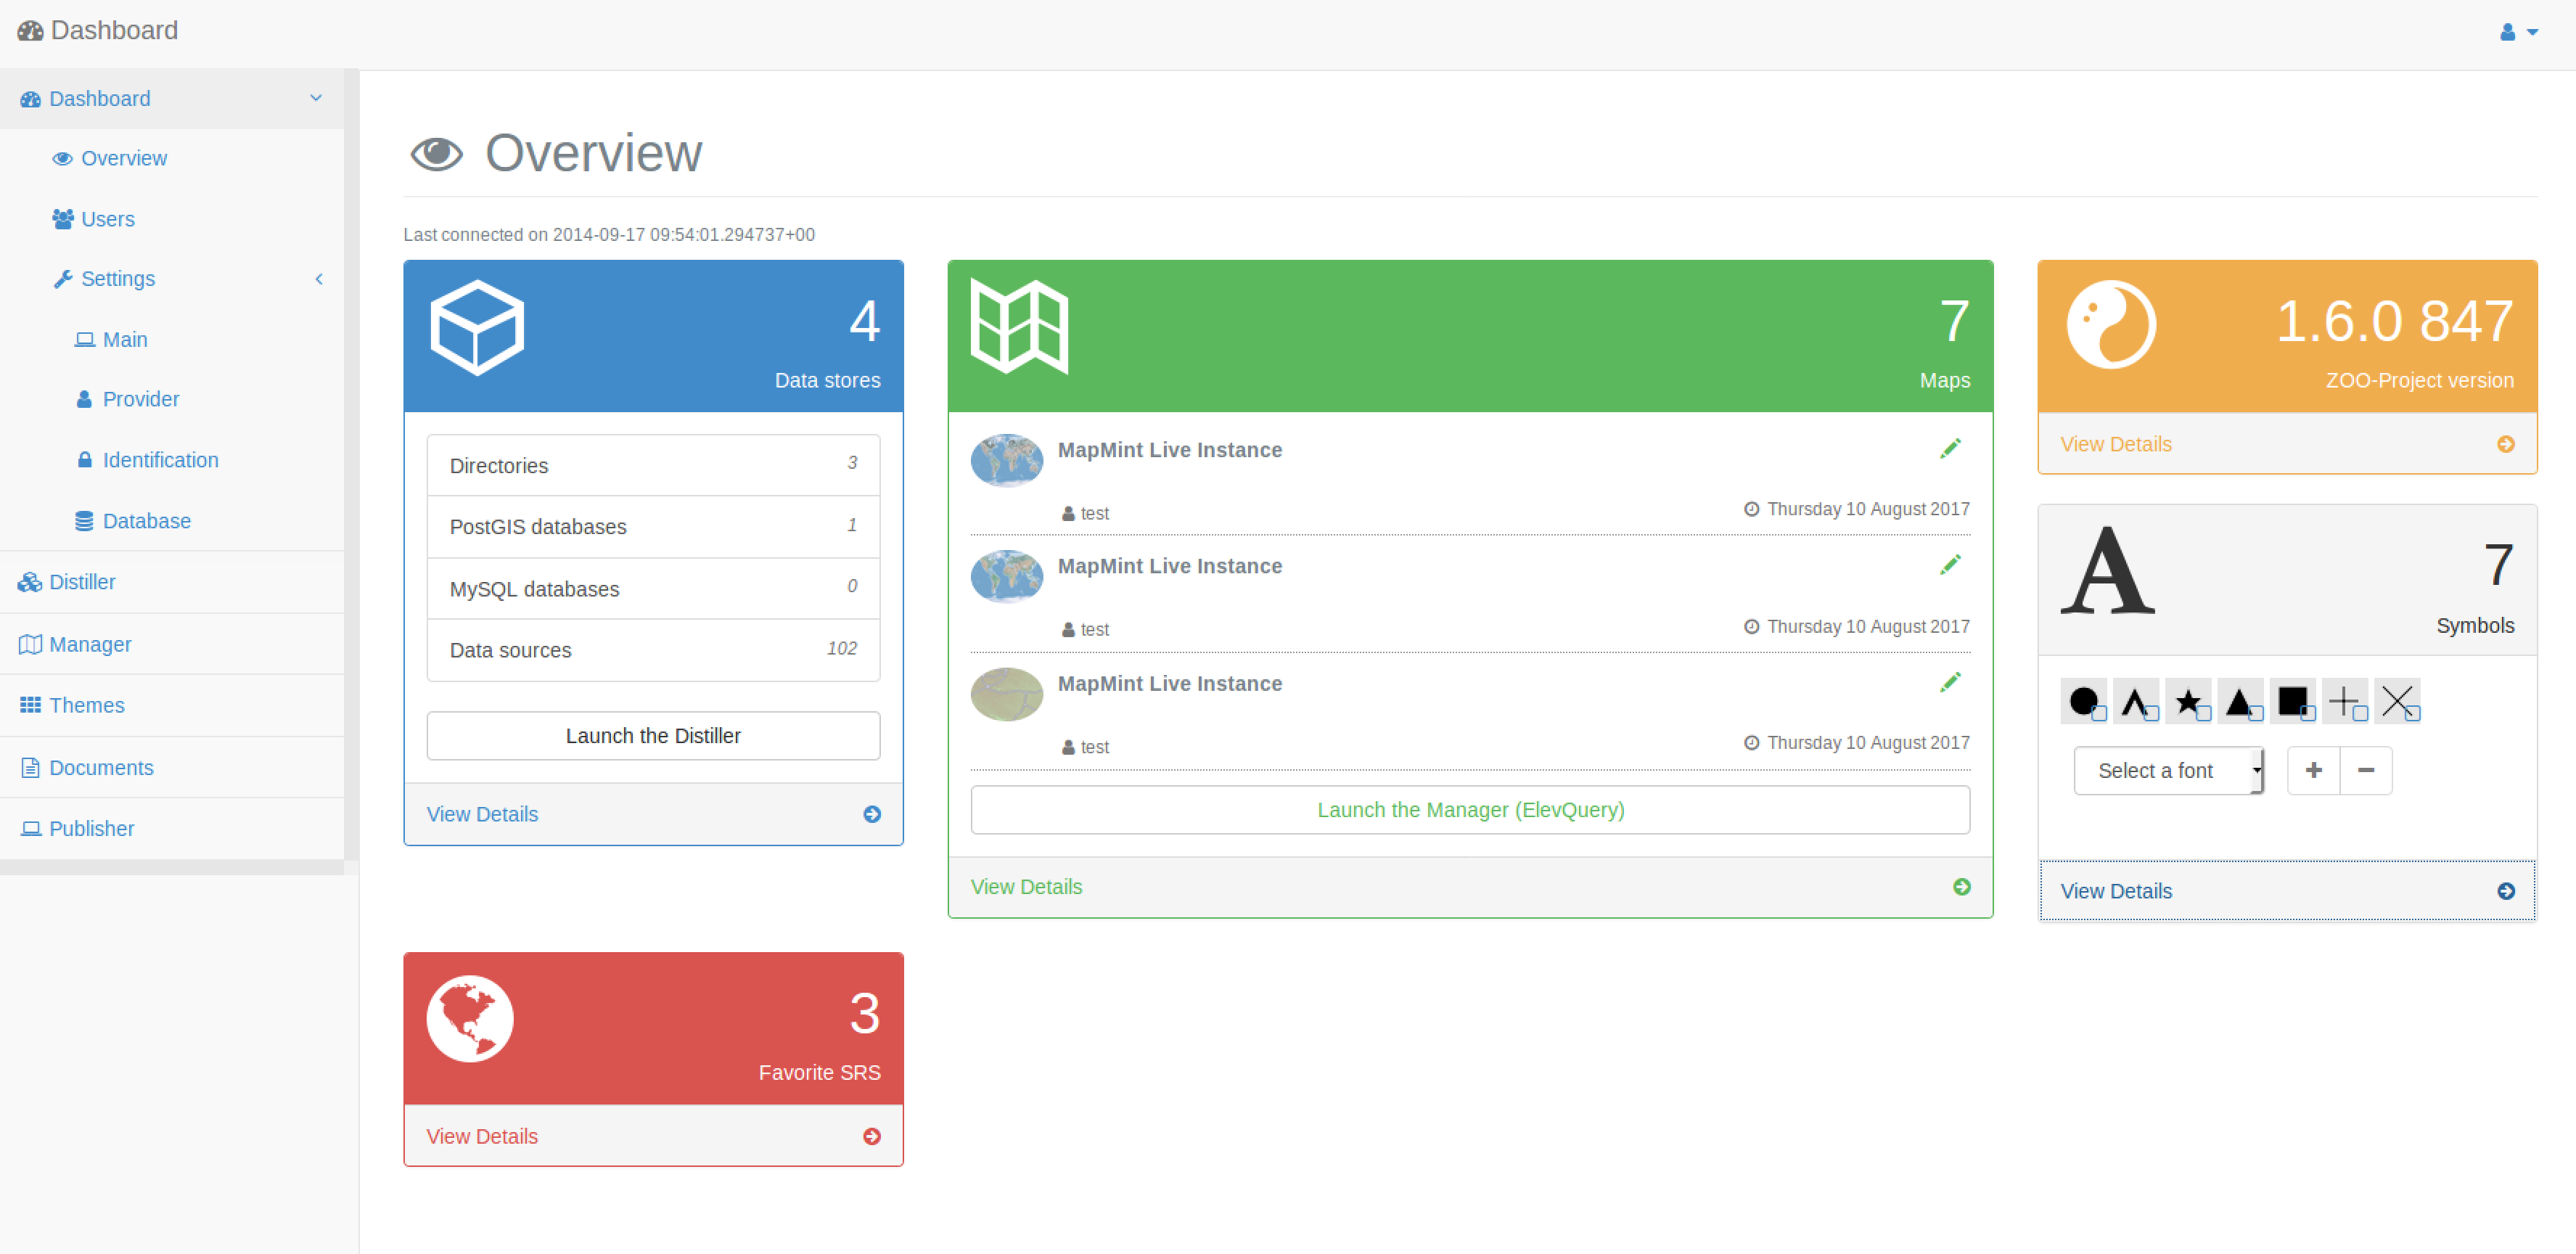 Dashboard
Dashboard
Overview
Users
Settings
Main
Provider
Identification
Database
Distiller
Manager
Themes
Documents
Publisher
Overview
Last connected on 2014-09-17 09:54:01.294737+00
4
Data stores
Directories 3
PostGIS databases 1
MySQL databases 0
Data sources 102
Launch the Distiller
View Details
7
Maps
MapMint Live Instance
test Thursday 10 August 2017
MapMint Live Instance
test Thursday 10 August 2017
MapMint Live Instance
test Thursday 10 August 2017
Launch the Manager (ElevQuery)
View Details
1.6.0 847
ZOO-Project version
View Details
A
7
Symbols
Select a font
View Details
3
Favorite SRS
View Details